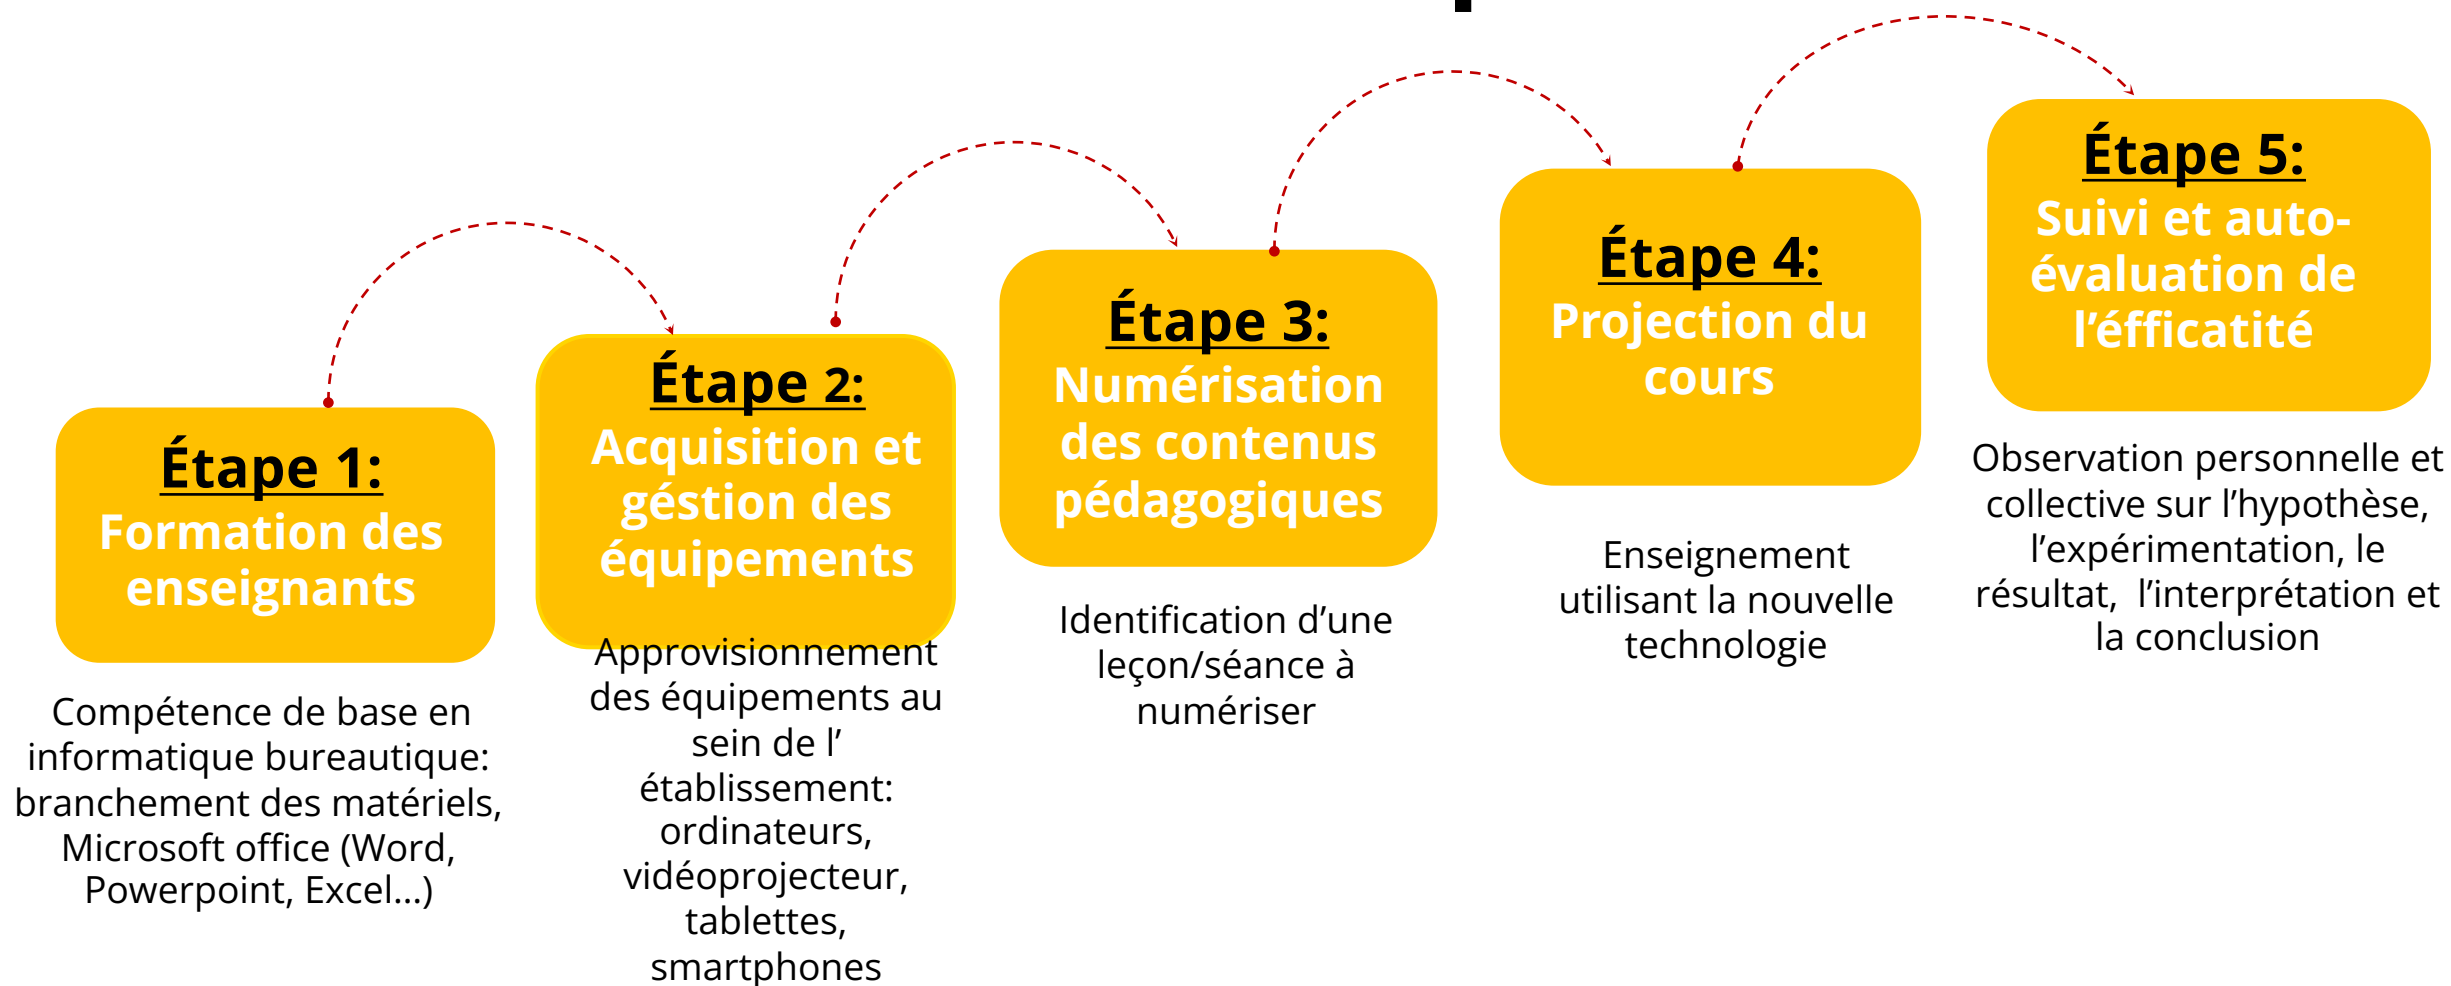 Étape 1:
Formation des
enseignants
Compétence de base en
informatique bureautique:
branchement des matériels,
Microsoft office (Word,
Powerpoint, Excel...)
Étape 2:
Acquisition et
géstion des
équipements
Approvisionnement
des équipements au
sein de l’
établissement:
ordinateurs,
vidéoprojecteur,
tablettes,
smartphones
Étape 3:
Numérisation
des contenus
pédagogiques
Identification d’une
leçon/séance à
numériser
Étape 4:
Projection du
cours
Enseignement
utilisant la nouvelle
technologie
Étape 5:
Suivi et auto-
évaluation de
l’éfficatité
Observation personnelle et
collective sur l’hypothèse,
l’expérimentation, le
résultat,  l’interprétation et
la conclusion